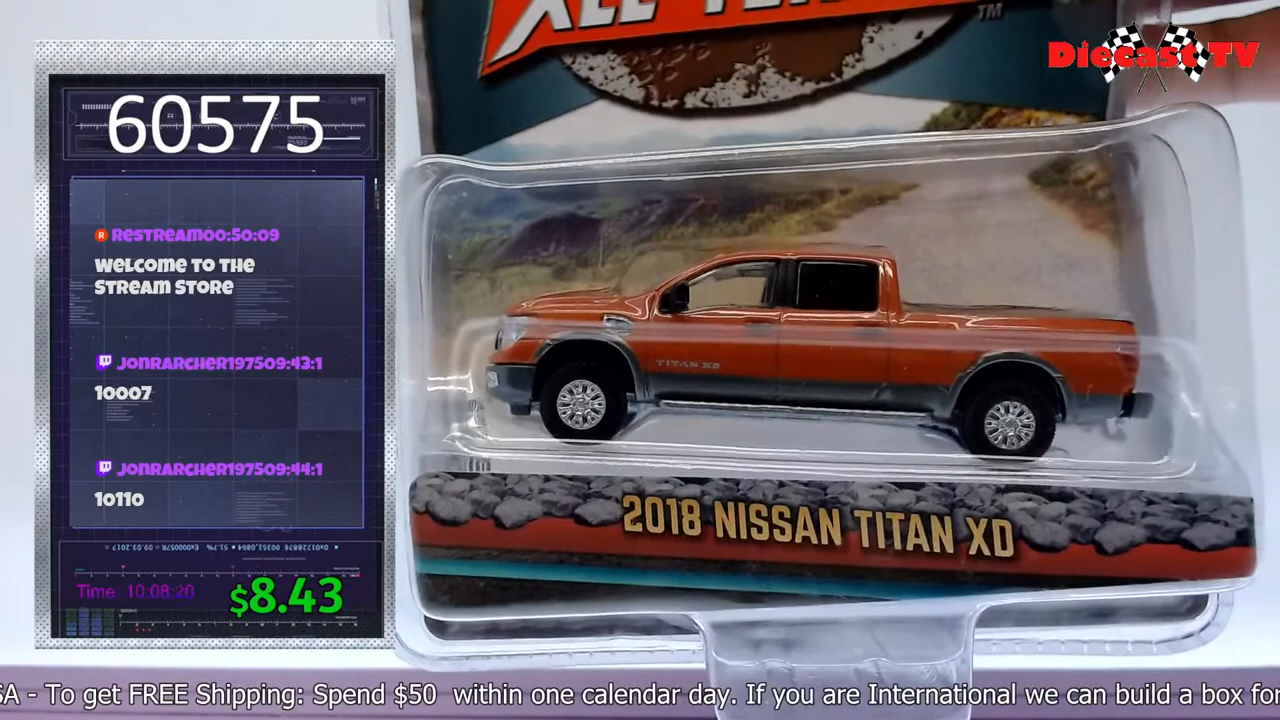 60575
Restream00:50:09
Welcome to the
Stream Store
JonRArcher197509:43:1
10007
JonRArcher197509:44:1
10110
Time: 10:08:20
$8.43
TM
Diecast TV
TITAN XD
2018 NISSAN TITAN XD
SA - To get FREE Shipping: Spend $50 within one calendar day. If you are International we can build a box for